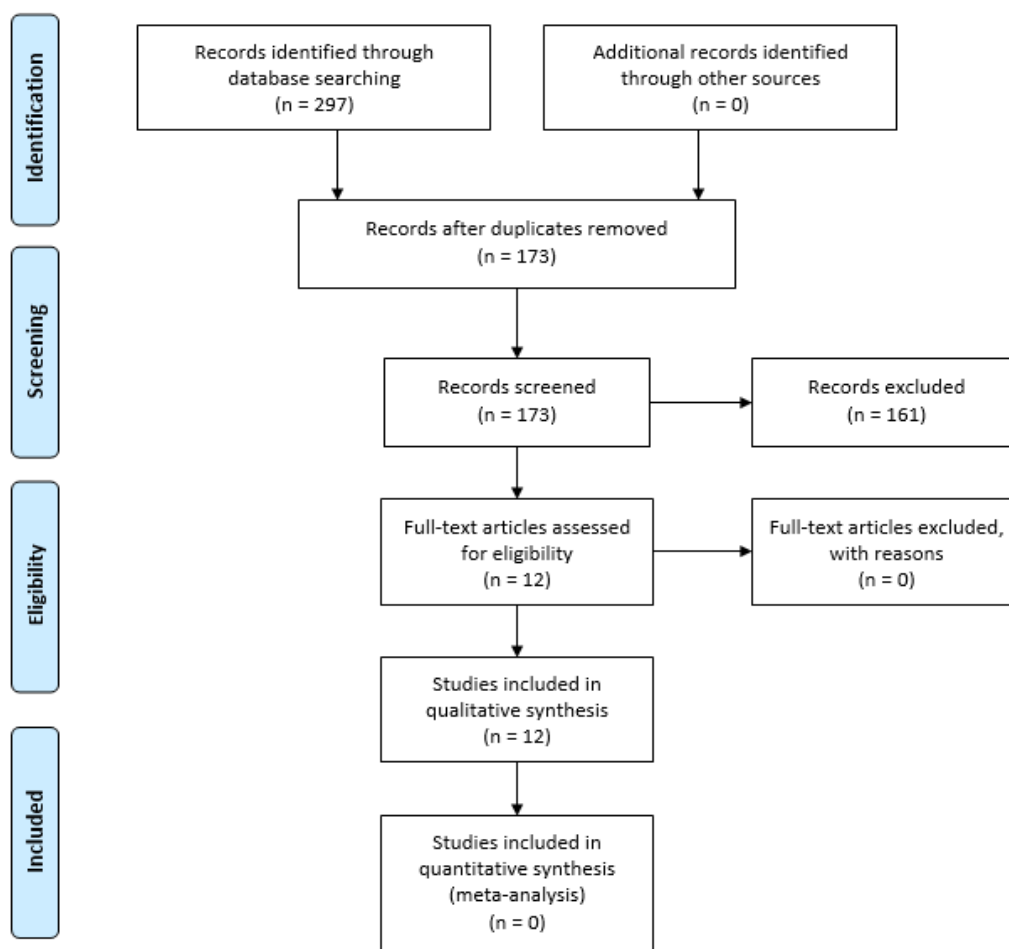 Identification
Records identified through
database searching
(n = 297)
Additional records identified
through other sources
(n = 0)
Records after duplicates removed
(n = 173)
Screening
Records screened
(n = 173)
Records excluded
(n = 161)
Eligibility
Full-text articles assessed
for eligibility
(n = 12)
Full-text articles excluded,
with reasons
(n = 0)
Studies included in
qualitative synthesis
(n = 12)
Included
Studies included in
quantitative synthesis
(meta-analysis)
(n = 0)